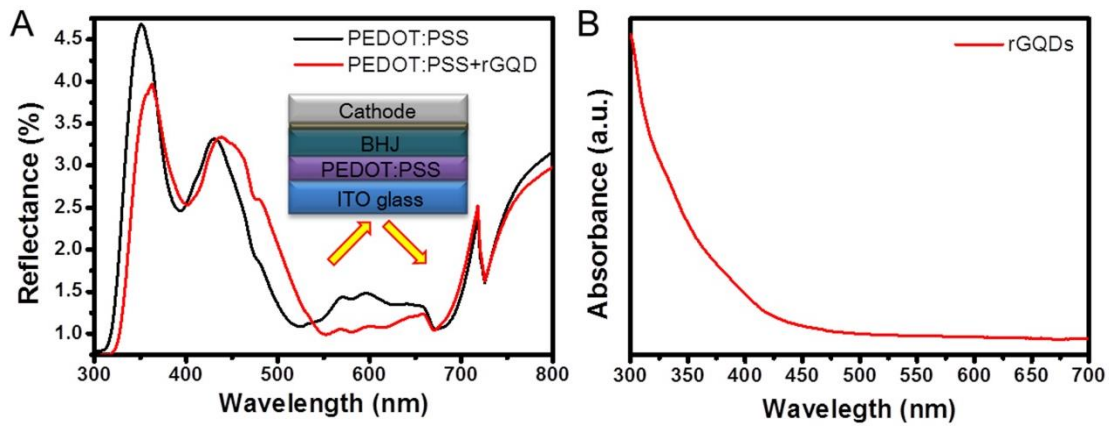 A
Reflectance (%)
4.5
4.0
3.5
3.0
2.5
2.0
1.5
1.0
PEDOT:PSS
PEDOT:PSS+rGQD
Cathode
BHJ
PEDOT:PSS
ITO glass
300 400 500 600 700 800
Wavelength (nm)
B
Absorbance (a.u.)
rGQDs
300 350 400 450 500 550 600 650 700
Wavelegth (nm)